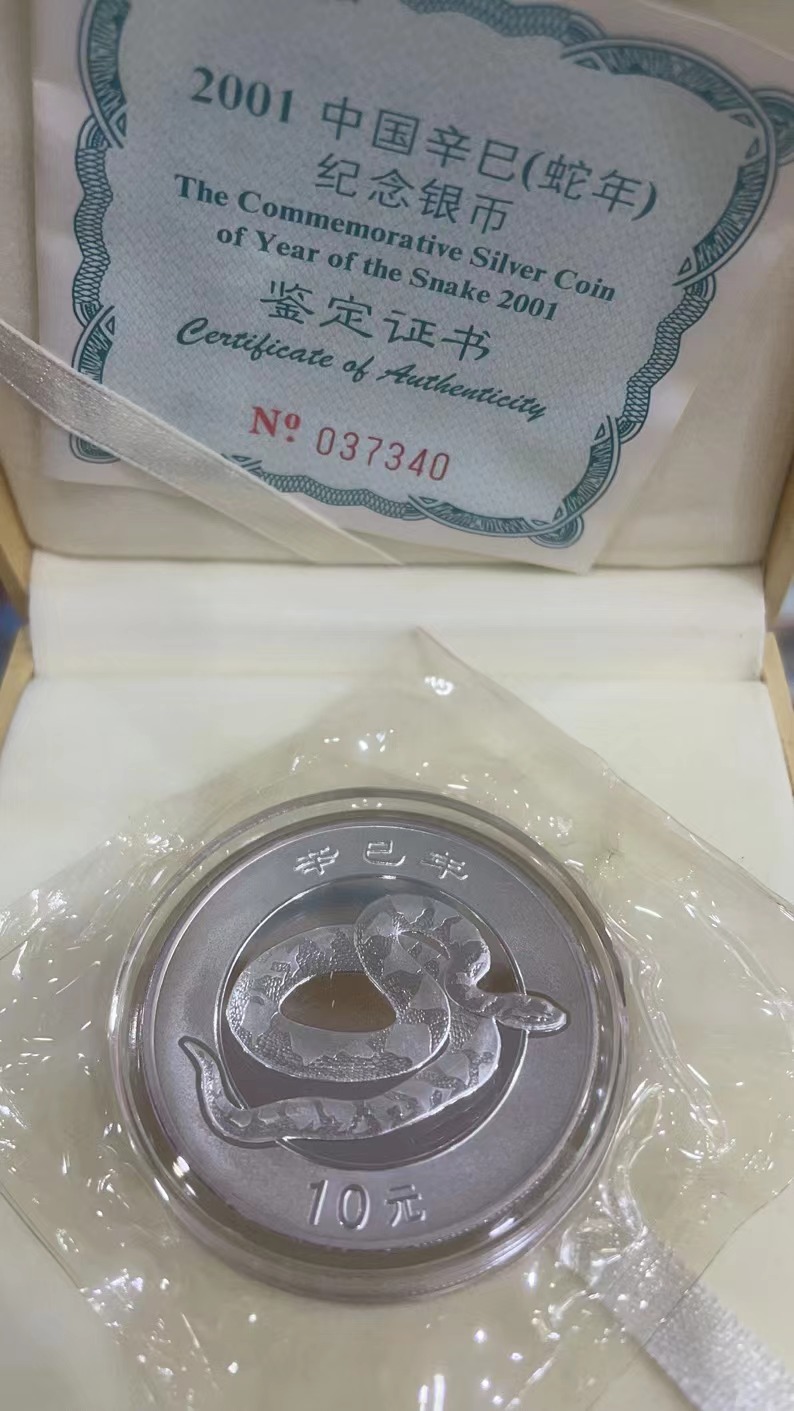 2001 中国辛巳(蛇年)
纪念银币
The Commemorative Silver Coin
of Year of the Snake 2001
鉴定证书
Certificate of Authenticity
Nº 037340
辛巳年
10元